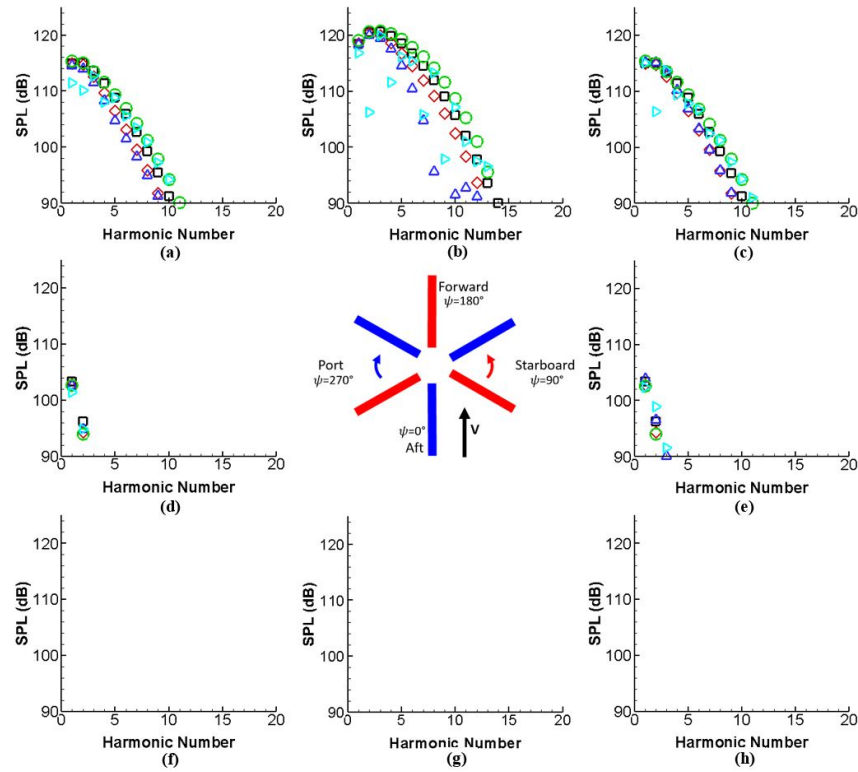 SPL (dB)
120
110
100
90
0 5 10 15 20
Harmonic Number
(a)
SPL (dB)
120
110
100
90
0 5 10 15 20
Harmonic Number
(b)
SPL (dB)
120
110
100
90
0 5 10 15 20
Harmonic Number
(c)
SPL (dB)
120
110
100
90
0 5 10 15 20
Harmonic Number
(d)
Forward
ψ=180°
Port
ψ=270°
Starboard
ψ=90°
ψ=0°
Aft
V
SPL (dB)
120
110
100
90
0 5 10 15 20
Harmonic Number
(e)
SPL (dB)
120
110
100
90
0 5 10 15 20
Harmonic Number
(f)
SPL (dB)
120
110
100
90
0 5 10 15 20
Harmonic Number
(g)
SPL (dB)
120
110
100
90
0 5 10 15 20
Harmonic Number
(h)